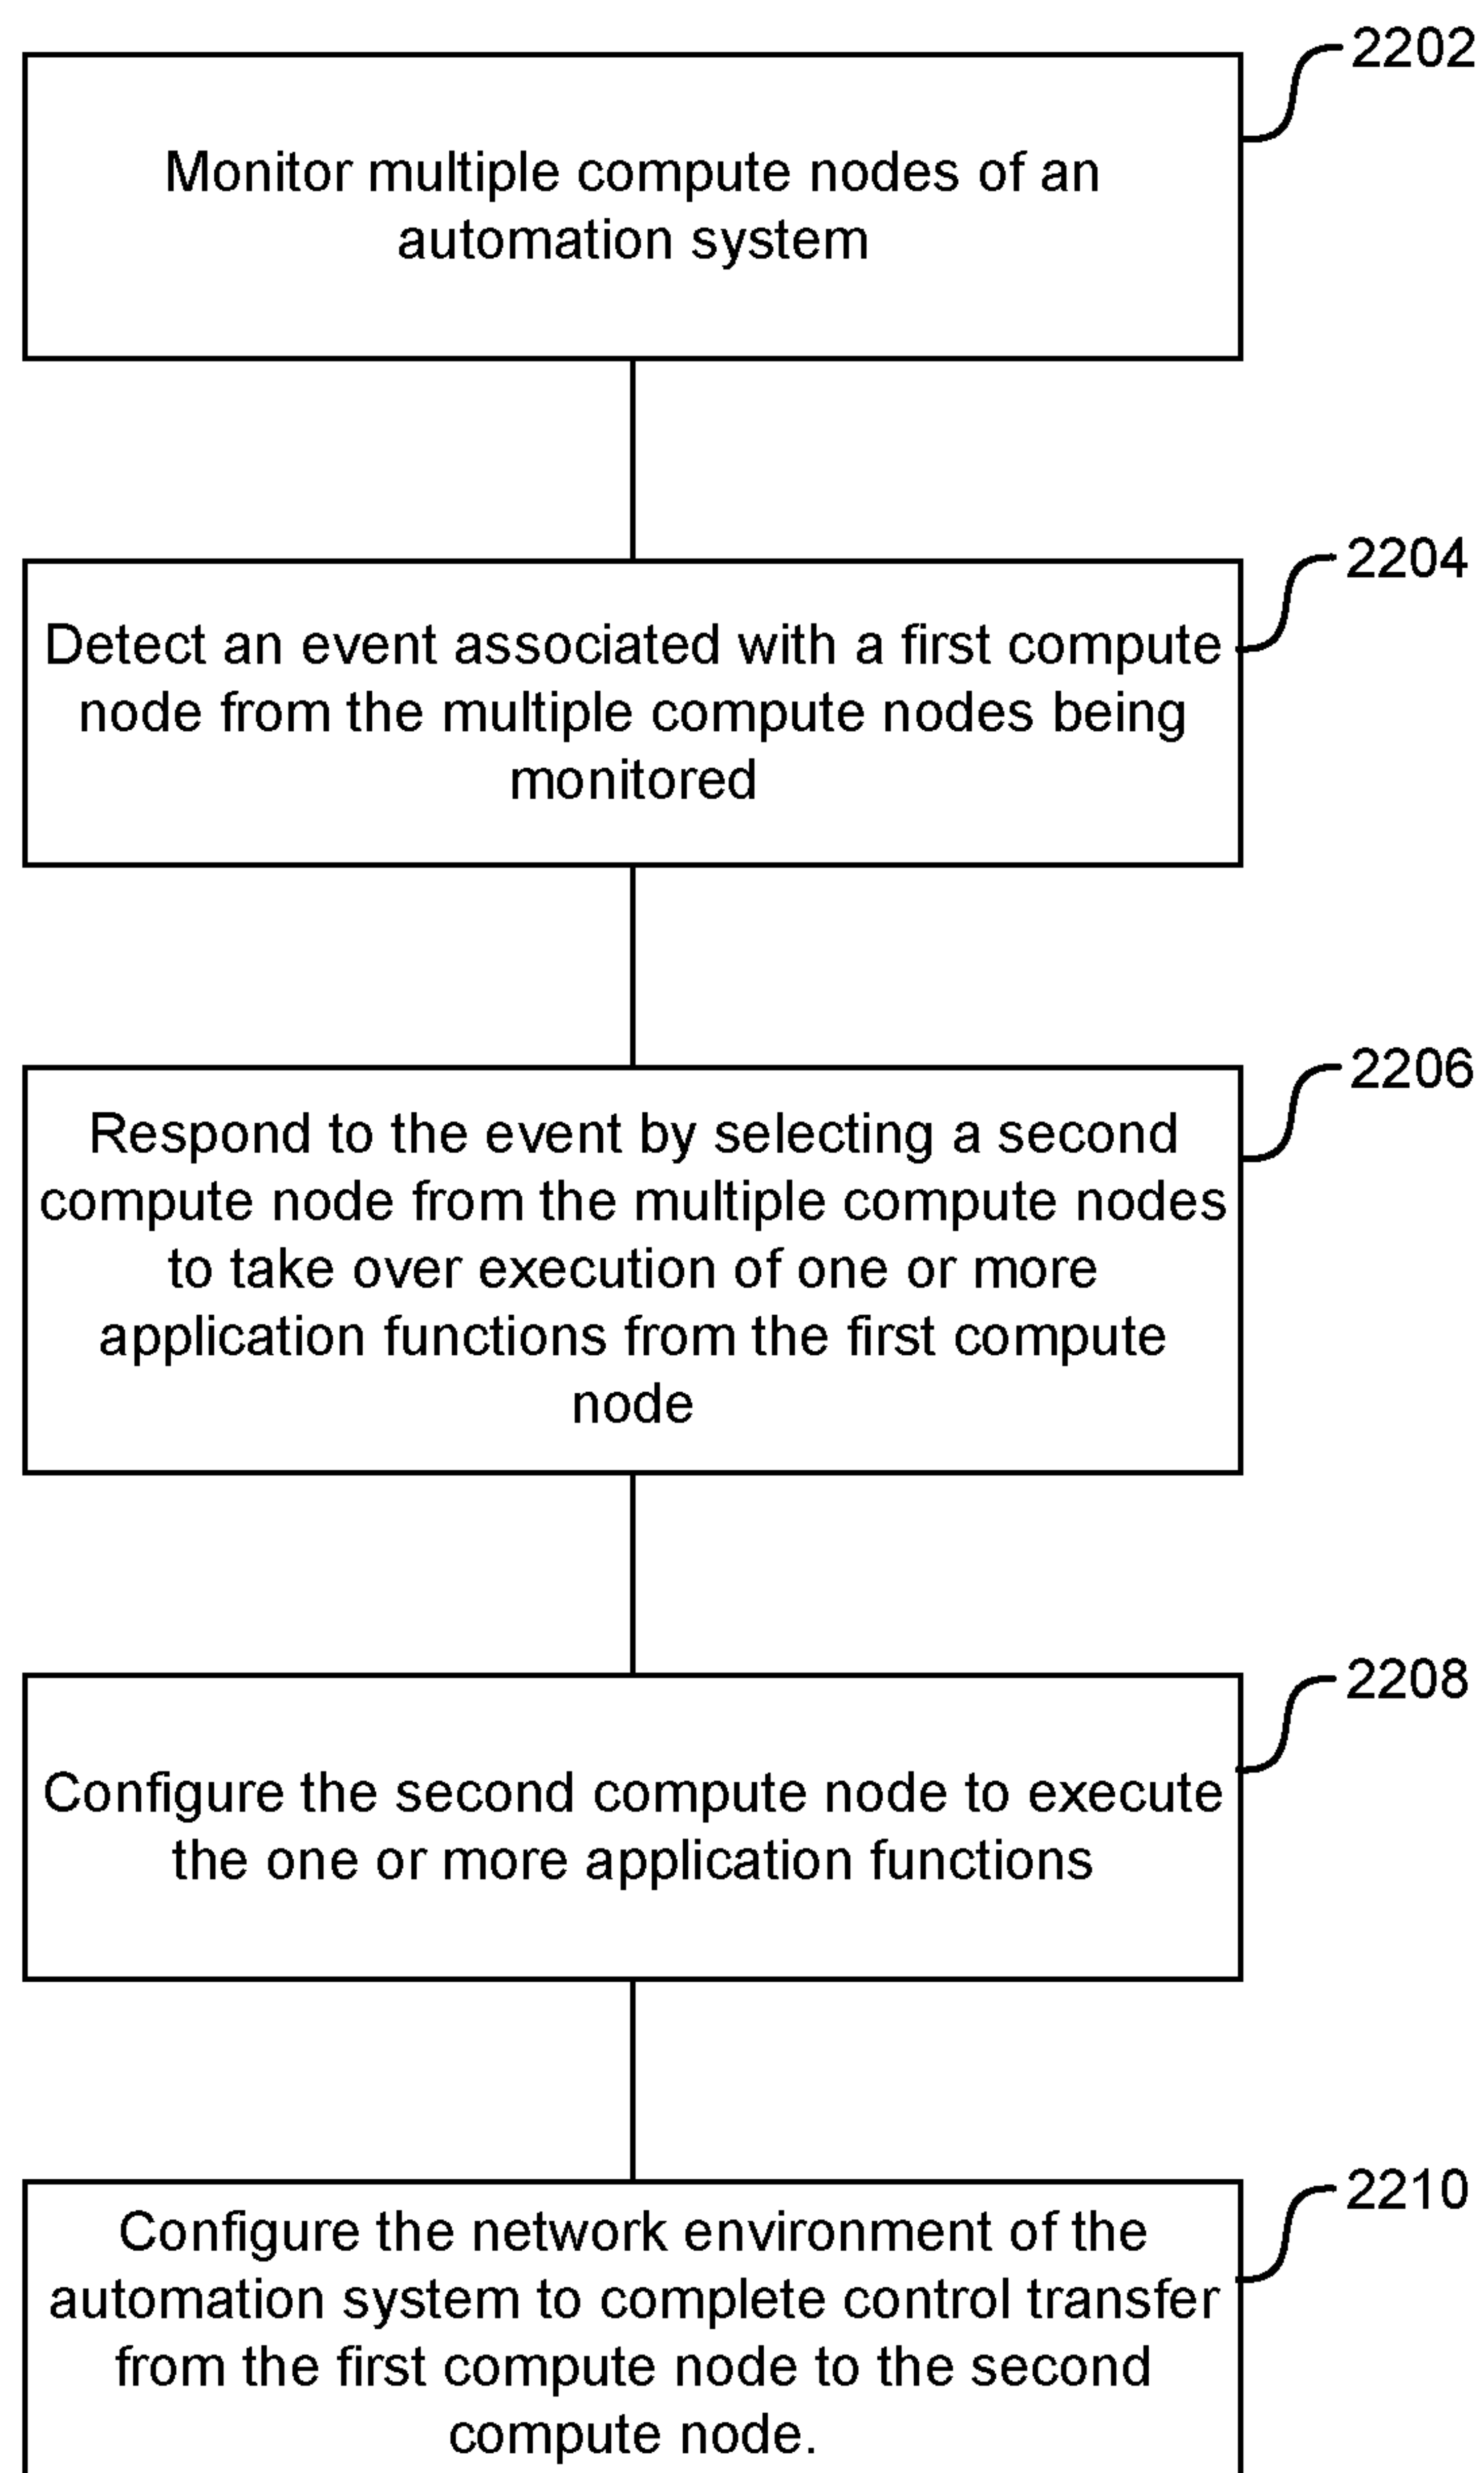 2202
Monitor multiple compute nodes of an
automation system
2204
Detect an event associated with a first compute
node from the multiple compute nodes being
monitored
2206
Respond to the event by selecting a second
compute node from the multiple compute nodes
to take over execution of one or more
application functions from the first compute
node
2208
Configure the second compute node to execute
the one or more application functions
2210
Configure the network environment of the
automation system to complete control transfer
from the first compute node to the second
compute node.